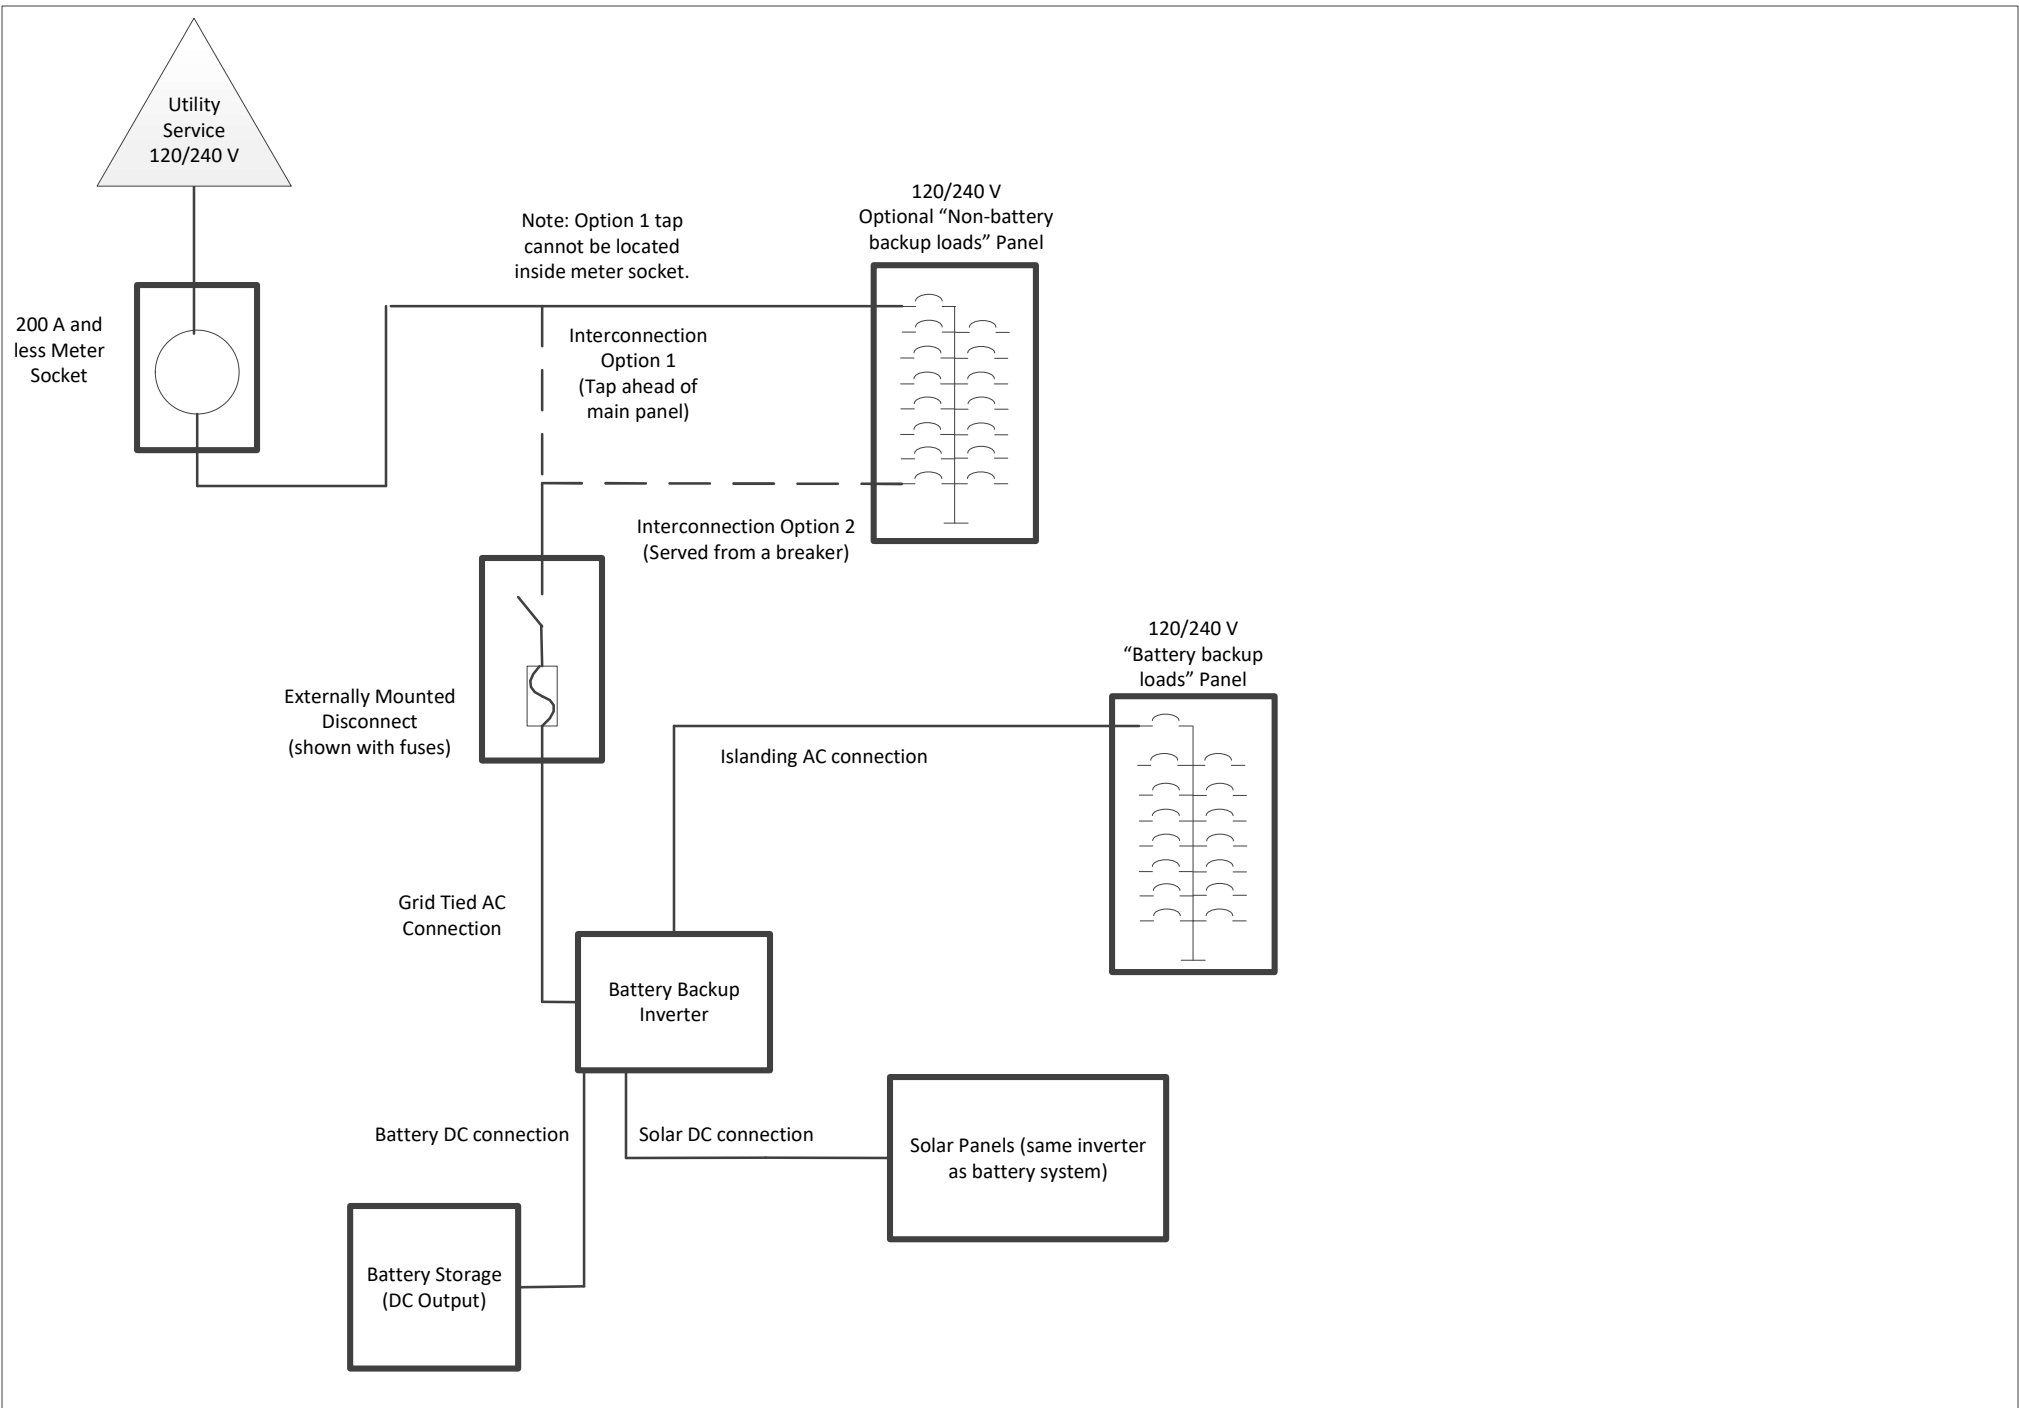 Utility
Service
120/240 V
200 A and
less Meter
Socket
Note: Option 1 tap
cannot be located
inside meter socket.
120/240 V
Optional “Non-battery
backup loads” Panel
Interconnection
Option 1
(Tap ahead of
main panel)
Interconnection Option 2
(Served from a breaker)
Externally Mounted
Disconnect
(shown with fuses)
120/240 V
“Battery backup
loads” Panel
Islanding AC connection
Grid Tied AC
Connection
Battery Backup
Inverter
Battery DC connection
Solar DC connection
Solar Panels (same inverter
as battery system)
Battery Storage
(DC Output)